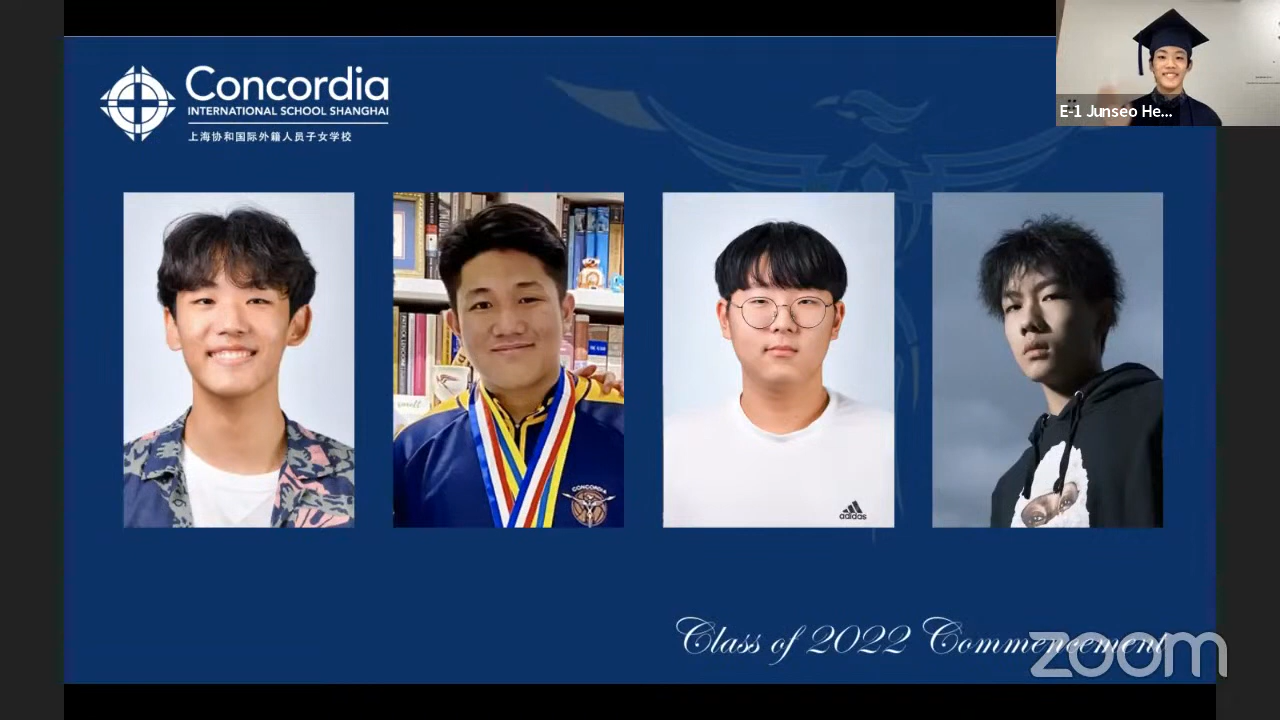 Concordia
INTERNATIONAL SCHOOL SHANGHAI
上海协和国际外籍人员子女学校
E-1 Junseo He...
CONCORDIA
adidas
Class of 2022 Commencement
zoom